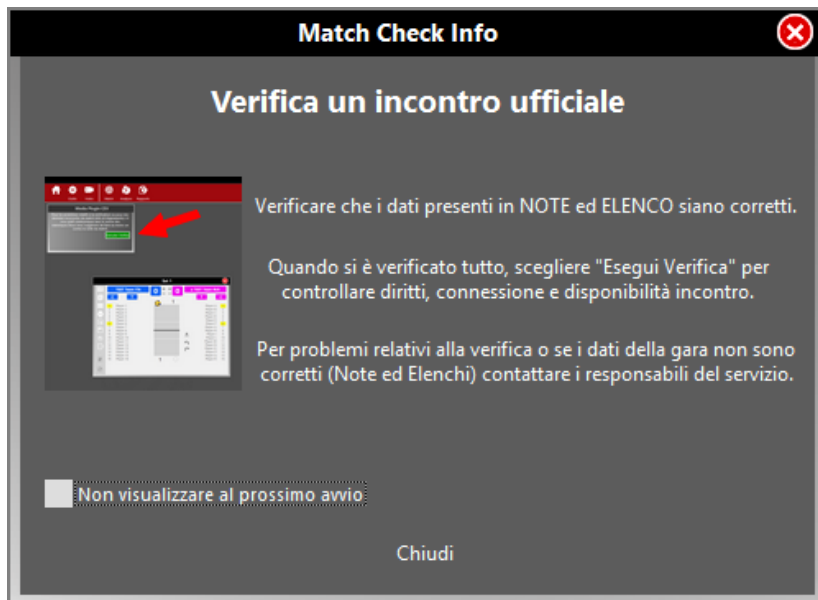 Match Check Info
Verifica un incontro ufficiale
Verificare che i dati presenti in NOTE ed ELENCO siano corretti.
Quando si è verificato tutto, scegliere "Esegui Verifica" per
controllare diritti, connessione e disponibilità incontro.
Per problemi relativi alla verifica o se i dati della gara non sono
corretti (Note ed Elenchi) contattare i responsabili del servizio.
Non visualizzare al prossimo avvio
Chiudi